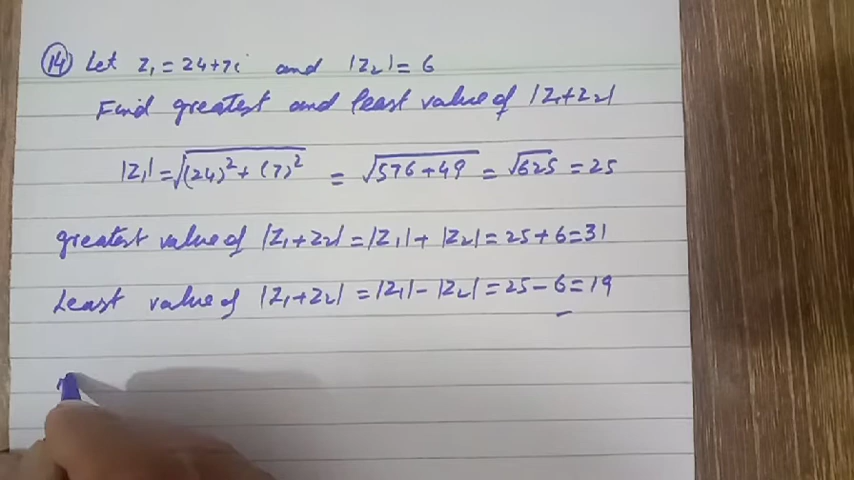 (14) Let z₁ = 24+7i and |z₂| = 6
Find greatest and least value of |z₁+z₂|
|z₁| = √(24)² + (7)² = √576+49 = √625 = 25
greatest value of |z₁+z₂| = |z₁| + |z₂| = 25+6=31
Least value of |z₁+z₂| = |z₁| - |z₂| = 25-6=19